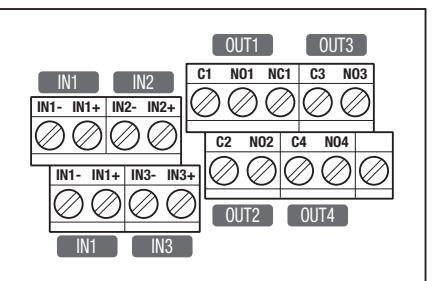 OUT1 OUT3
C1 NO1 NC1 C3 NO3
IN1 IN2
IN1- IN1+ IN2- IN2+
C2 NO2 C4 NO4
IN1- IN1+ IN3- IN3+
OUT2 OUT4
IN1 IN3